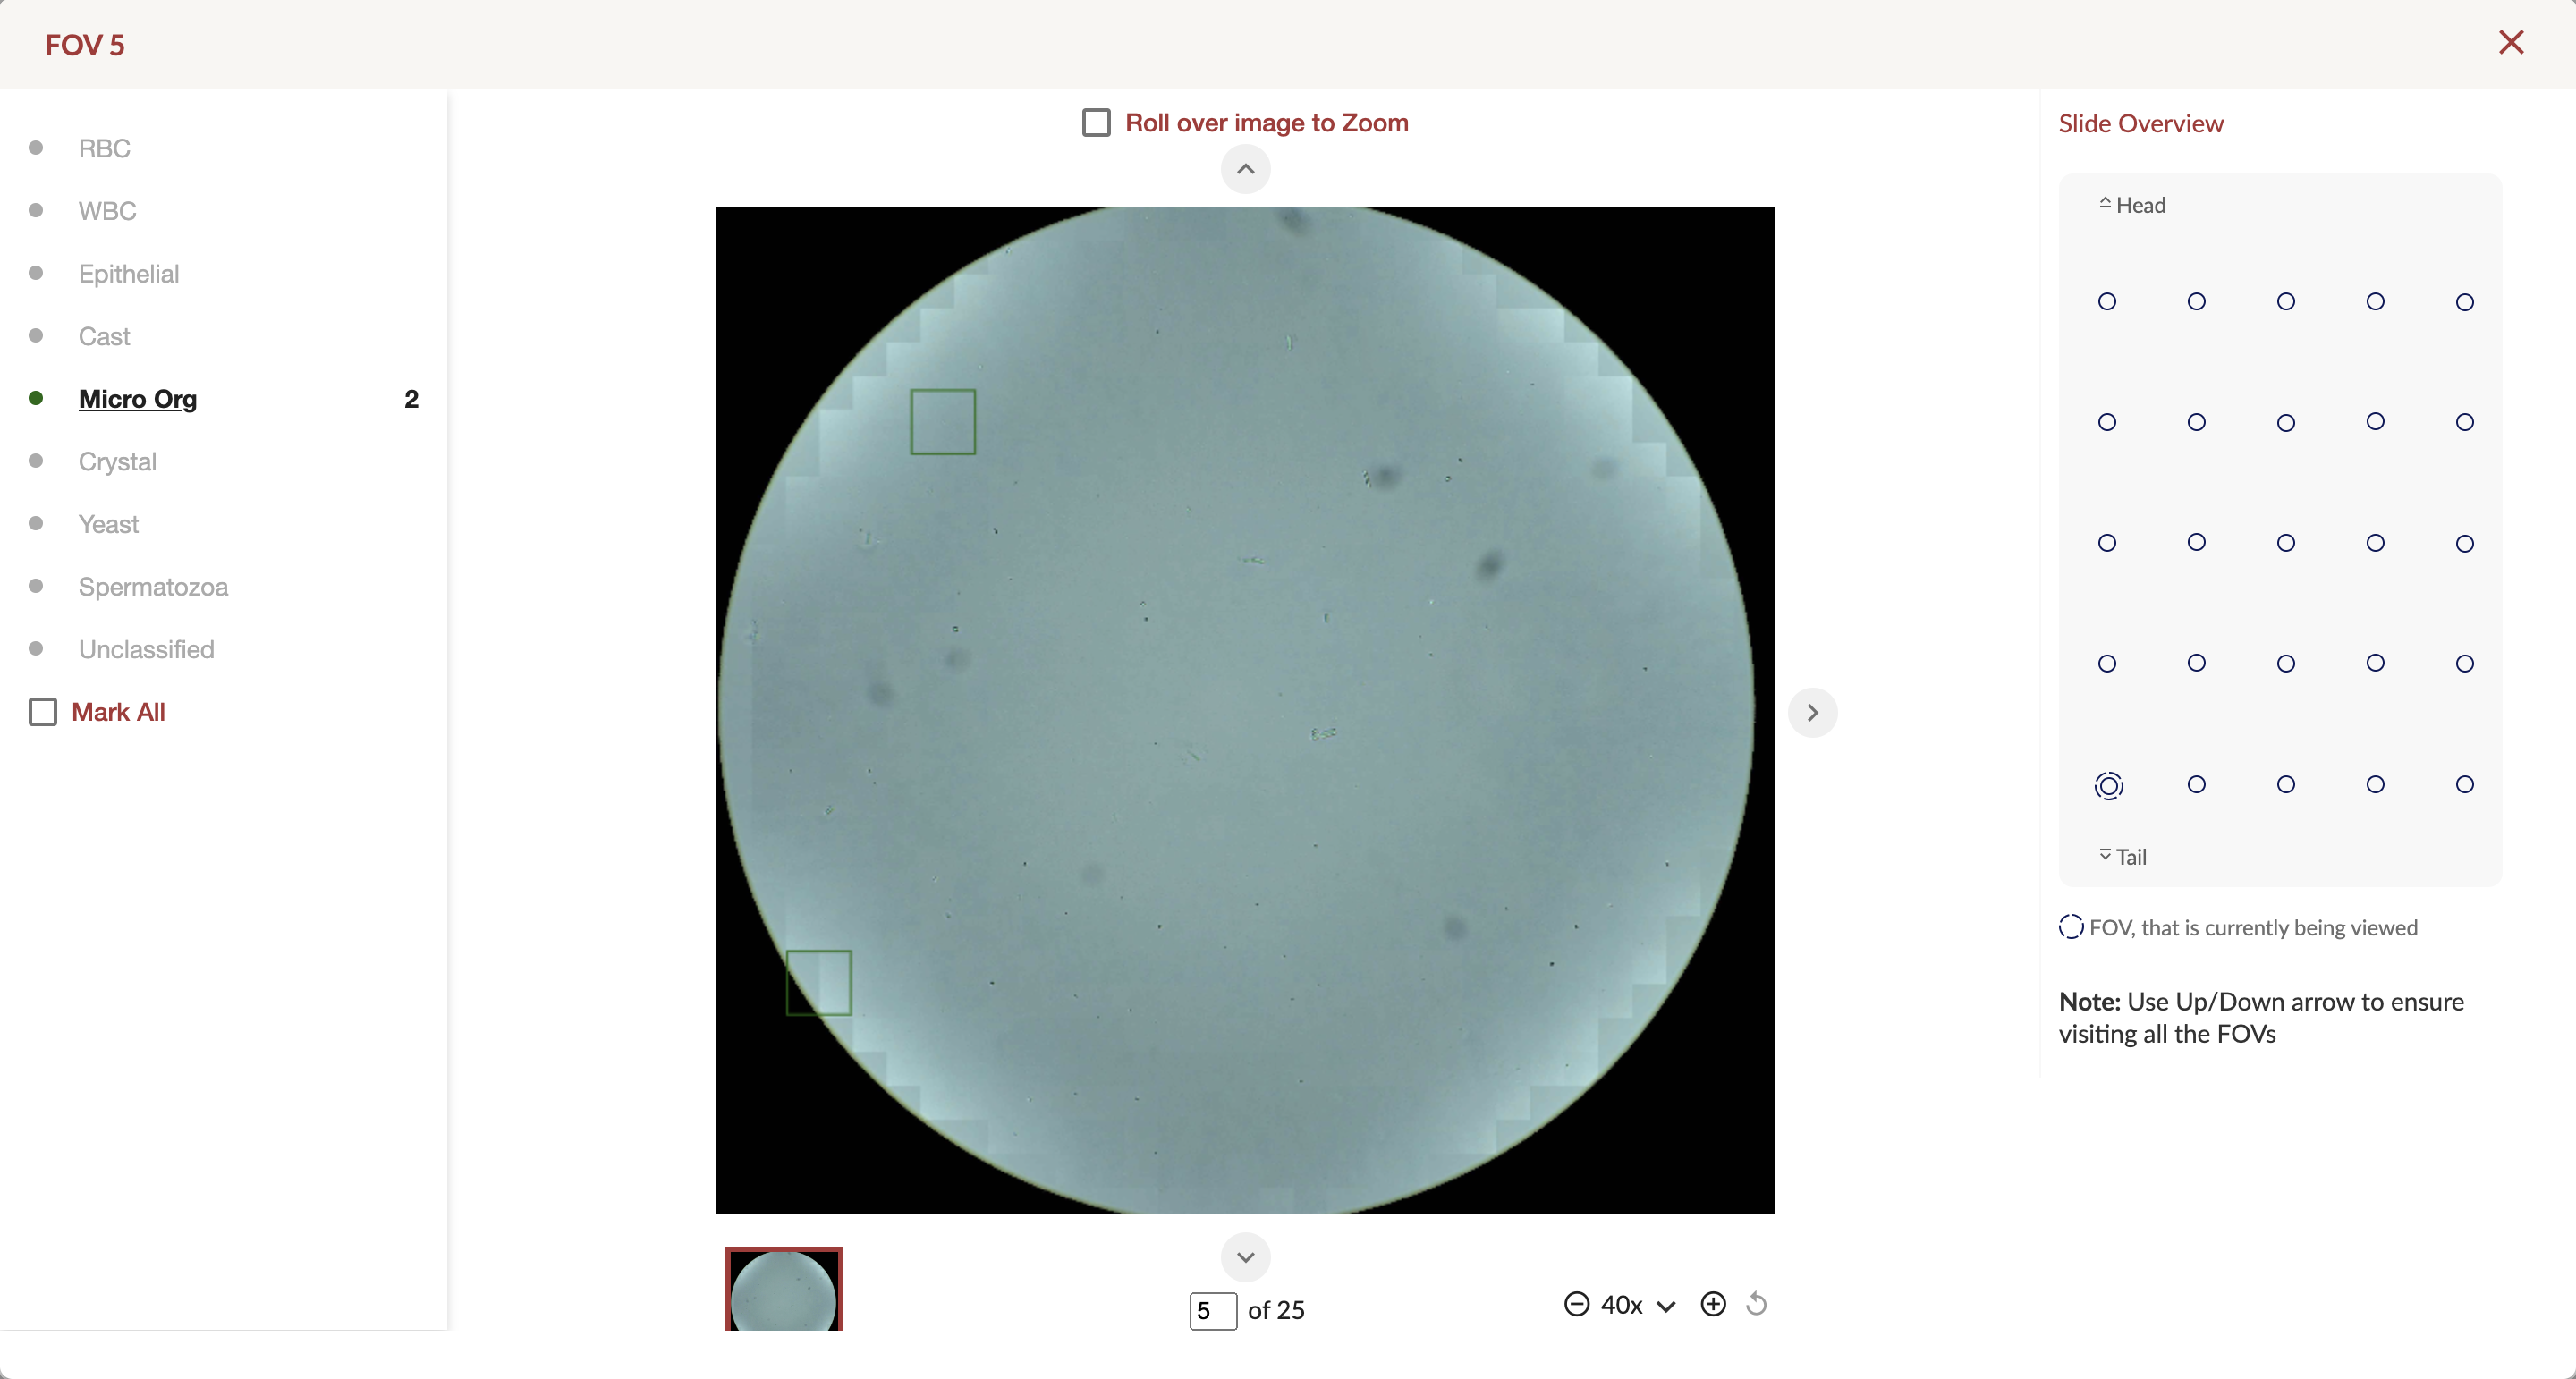 FOV 5
RBC
WBC
Epithelial
Cast
Micro Org 2
Crystal
Yeast
Spermatozoa
Unclassified
Mark All
Roll over image to Zoom
5 of 25
40x
Slide Overview
Head
Tail
FOV, that is currently being viewed
Note: Use Up/Down arrow to ensure
visiting all the FOVs